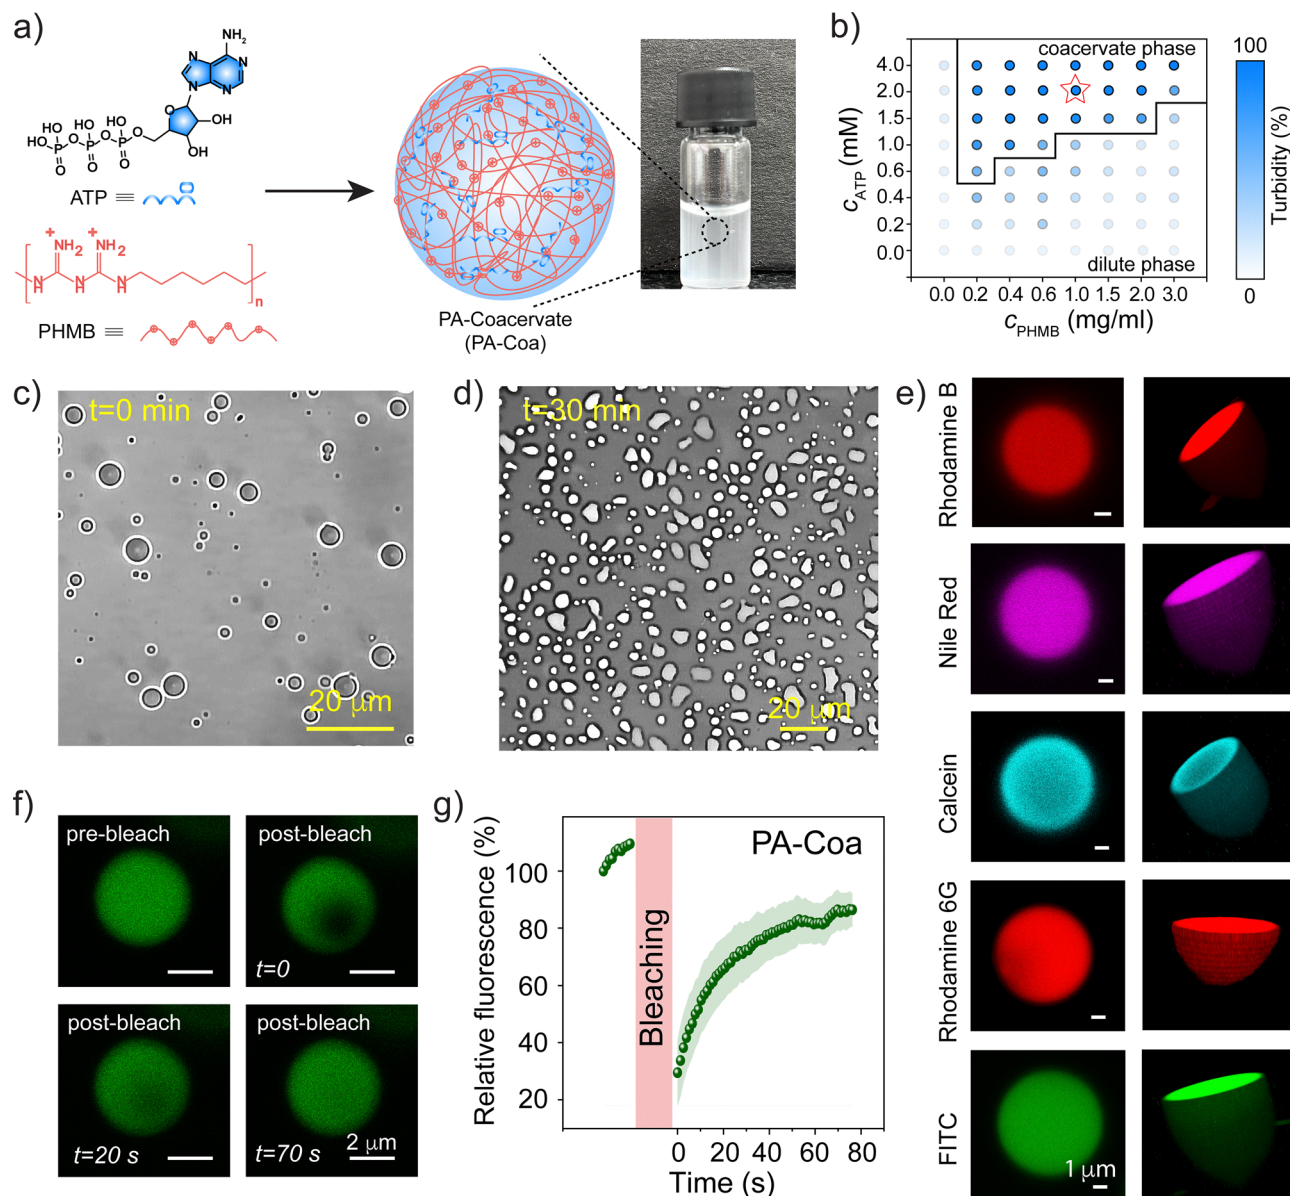 a)
NH2
N
N
N
N
O
HO
HO
HO
HO
P
O
P
O
P
O
O
O
O
OH
OH
ATP ≡
+
+
NH2
NH2
N
H
N
H
N
H
n
PHMB ≡
PA-Coacervate
(PA-Coa)
b)
coacervate phase
dilute phase
4.0
2.0
1.5
1.0
0.6
0.4
0.2
0.0
cATP (mM)
0.0 0.2 0.4 0.6 1.0 1.5 2.0 3.0
cPHMB (mg/ml)
100
Turbidity (%)
0
c)
t=0 min
20 µm
d)
t=30 min
20 µm
e)
Rhodamine B
Nile Red
Calcein
Rhodamine 6G
FITC
1 µm
f)
pre-bleach
post-bleach
t=0
post-bleach
t=20 s
post-bleach
t=70 s
2 µm
g)
PA-Coa
Bleaching
Relative fluorescence (%)
100
80
60
40
20
0 20 40 60 80
Time (s)